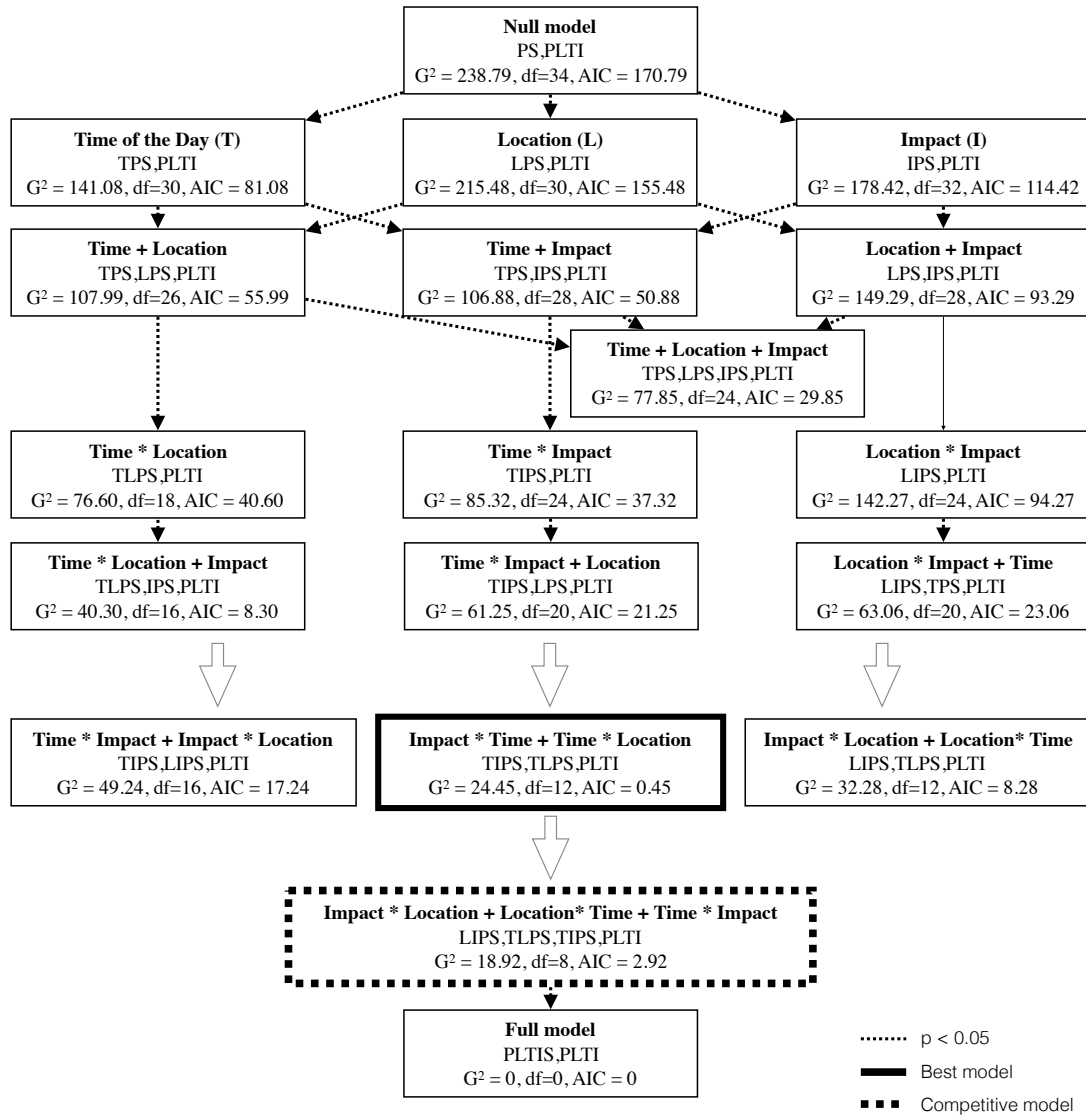 Null model
PS,PLTI
G² = 238.79, df=34, AIC = 170.79
Time of the Day (T)
TPS,PLTI
G² = 141.08, df=30, AIC = 81.08
Location (L)
LPS,PLTI
G² = 215.48, df=30, AIC = 155.48
Impact (I)
IPS,PLTI
G² = 178.42, df=32, AIC = 114.42
Time + Location
TPS,LPS,PLTI
G² = 107.99, df=26, AIC = 55.99
Time + Impact
TPS,IPS,PLTI
G² = 106.88, df=28, AIC = 50.88
Location + Impact
LPS,IPS,PLTI
G² = 149.29, df=28, AIC = 93.29
Time + Location + Impact
TPS,LPS,IPS,PLTI
G² = 77.85, df=24, AIC = 29.85
Time * Location
TLPS,PLTI
G² = 76.60, df=18, AIC = 40.60
Time * Impact
TIPS,PLTI
G² = 85.32, df=24, AIC = 37.32
Location * Impact
LIPS,PLTI
G² = 142.27, df=24, AIC = 94.27
Time * Location + Impact
TLPS,IPS,PLTI
G² = 40.30, df=16, AIC = 8.30
Time * Impact + Location
TIPS,LPS,PLTI
G² = 61.25, df=20, AIC = 21.25
Location * Impact + Time
LIPS,TPS,PLTI
G² = 63.06, df=20, AIC = 23.06
Time * Impact + Impact * Location
TIPS,LIPS,PLTI
G² = 49.24, df=16, AIC = 17.24
Impact * Time + Time * Location
TIPS,TLPS,PLTI
G² = 24.45, df=12, AIC = 0.45
Impact * Location + Location* Time
LIPS,TLPS,PLTI
G² = 32.28, df=12, AIC = 8.28
Impact * Location + Location* Time + Time * Impact
LIPS,TLPS,TIPS,PLTI
G² = 18.92, df=8, AIC = 2.92
Full model
PLTIS,PLTI
G² = 0, df=0, AIC = 0
p < 0.05
Best model
Competitive model